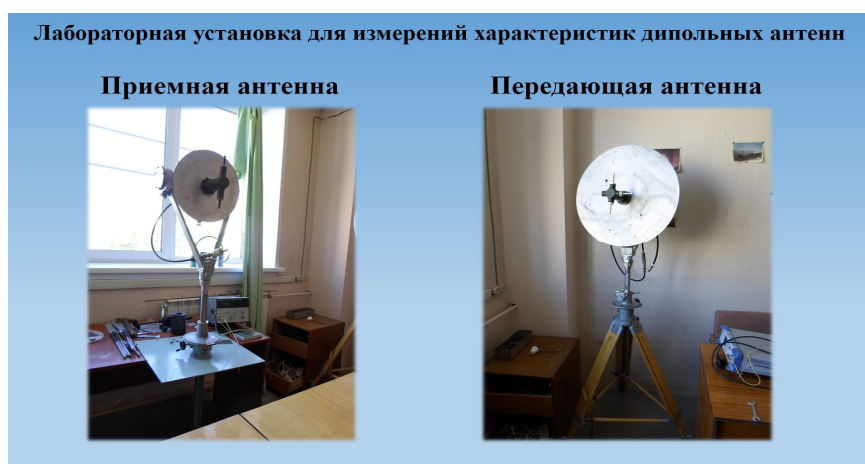 Лабораторная установка для измерений характеристик дипольных антенн
Приемная антенна
Передающая антенна